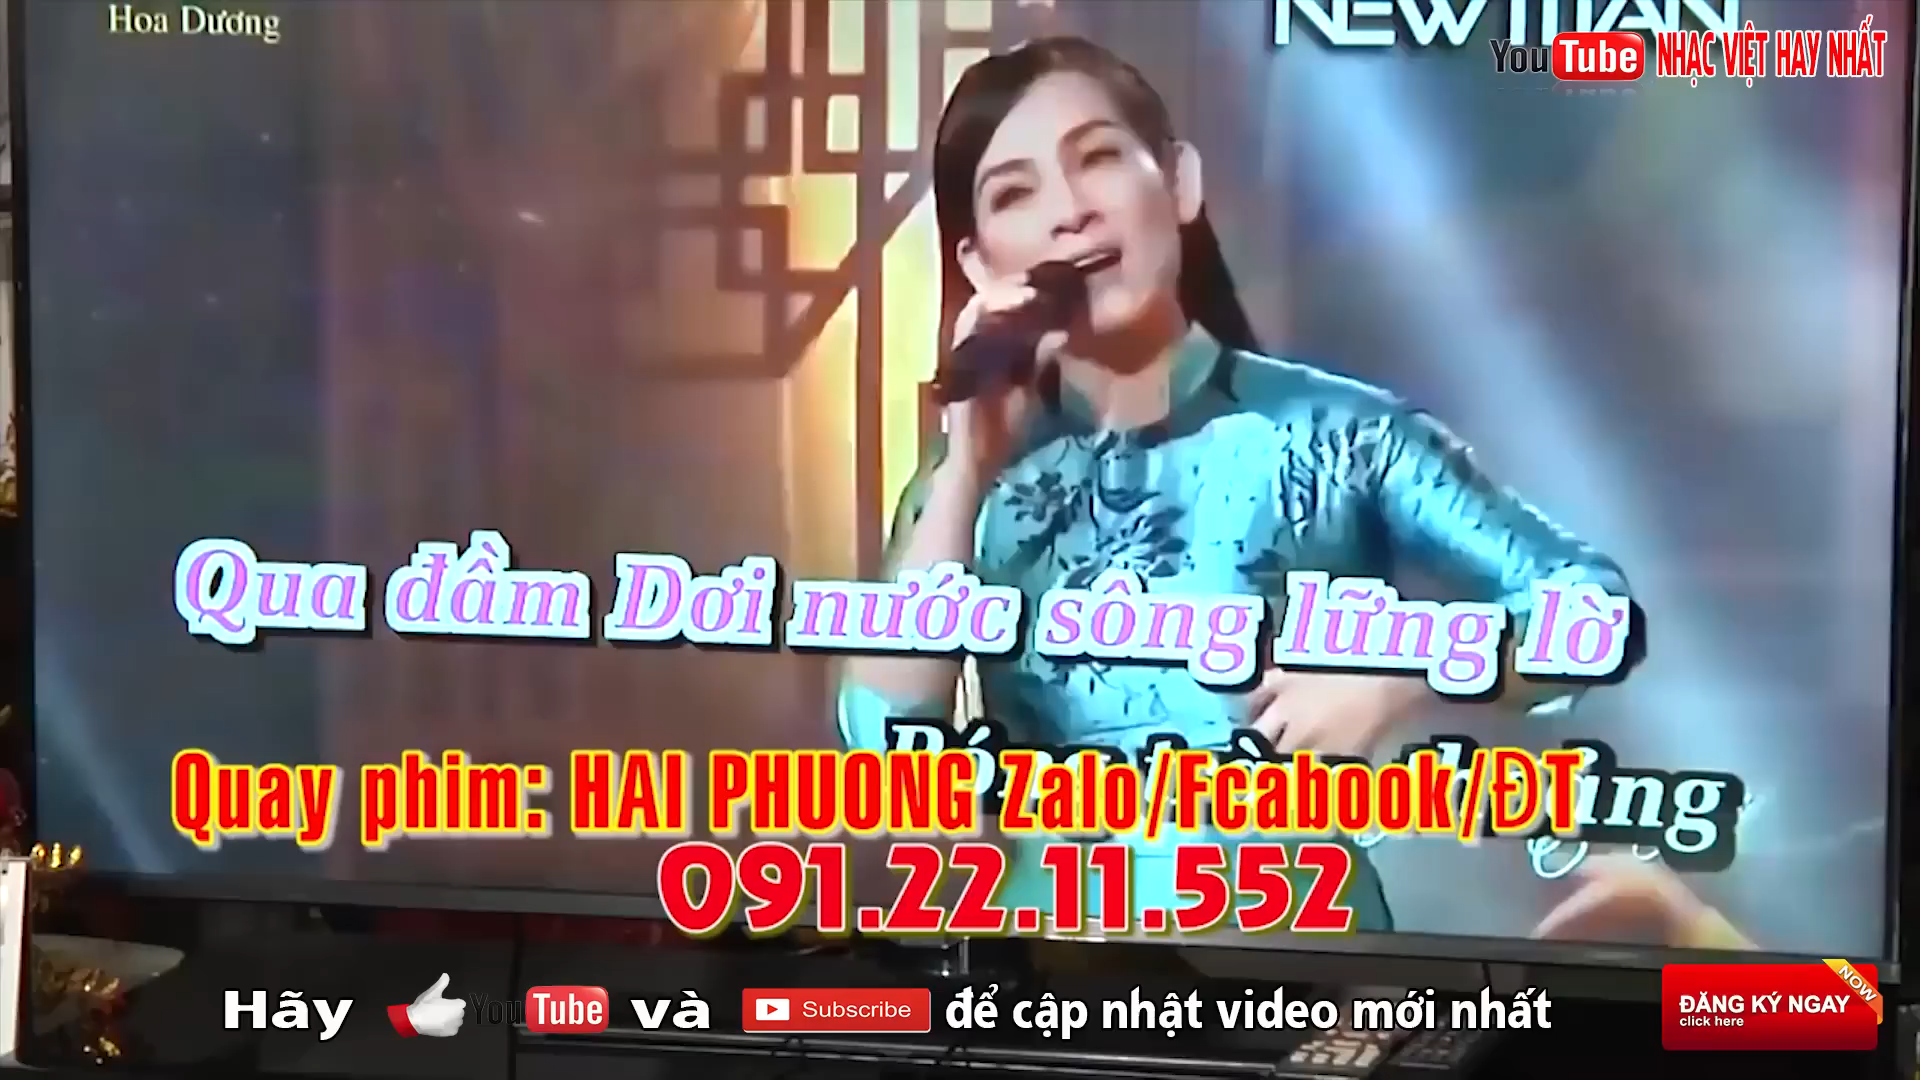 Hoa Dương
NEWTITAN
YouTube NHẠC VIỆT HAY NHẤT
Qua đầm Dơi nước sông lững lờ
Quay phim: HAI PHUONG Zalo/Fcabook/ĐT
091.22.11.552
Hãy YouTube và Subscribe để cập nhật video mới nhất
ĐĂNG KÝ NGAY NOW
click here